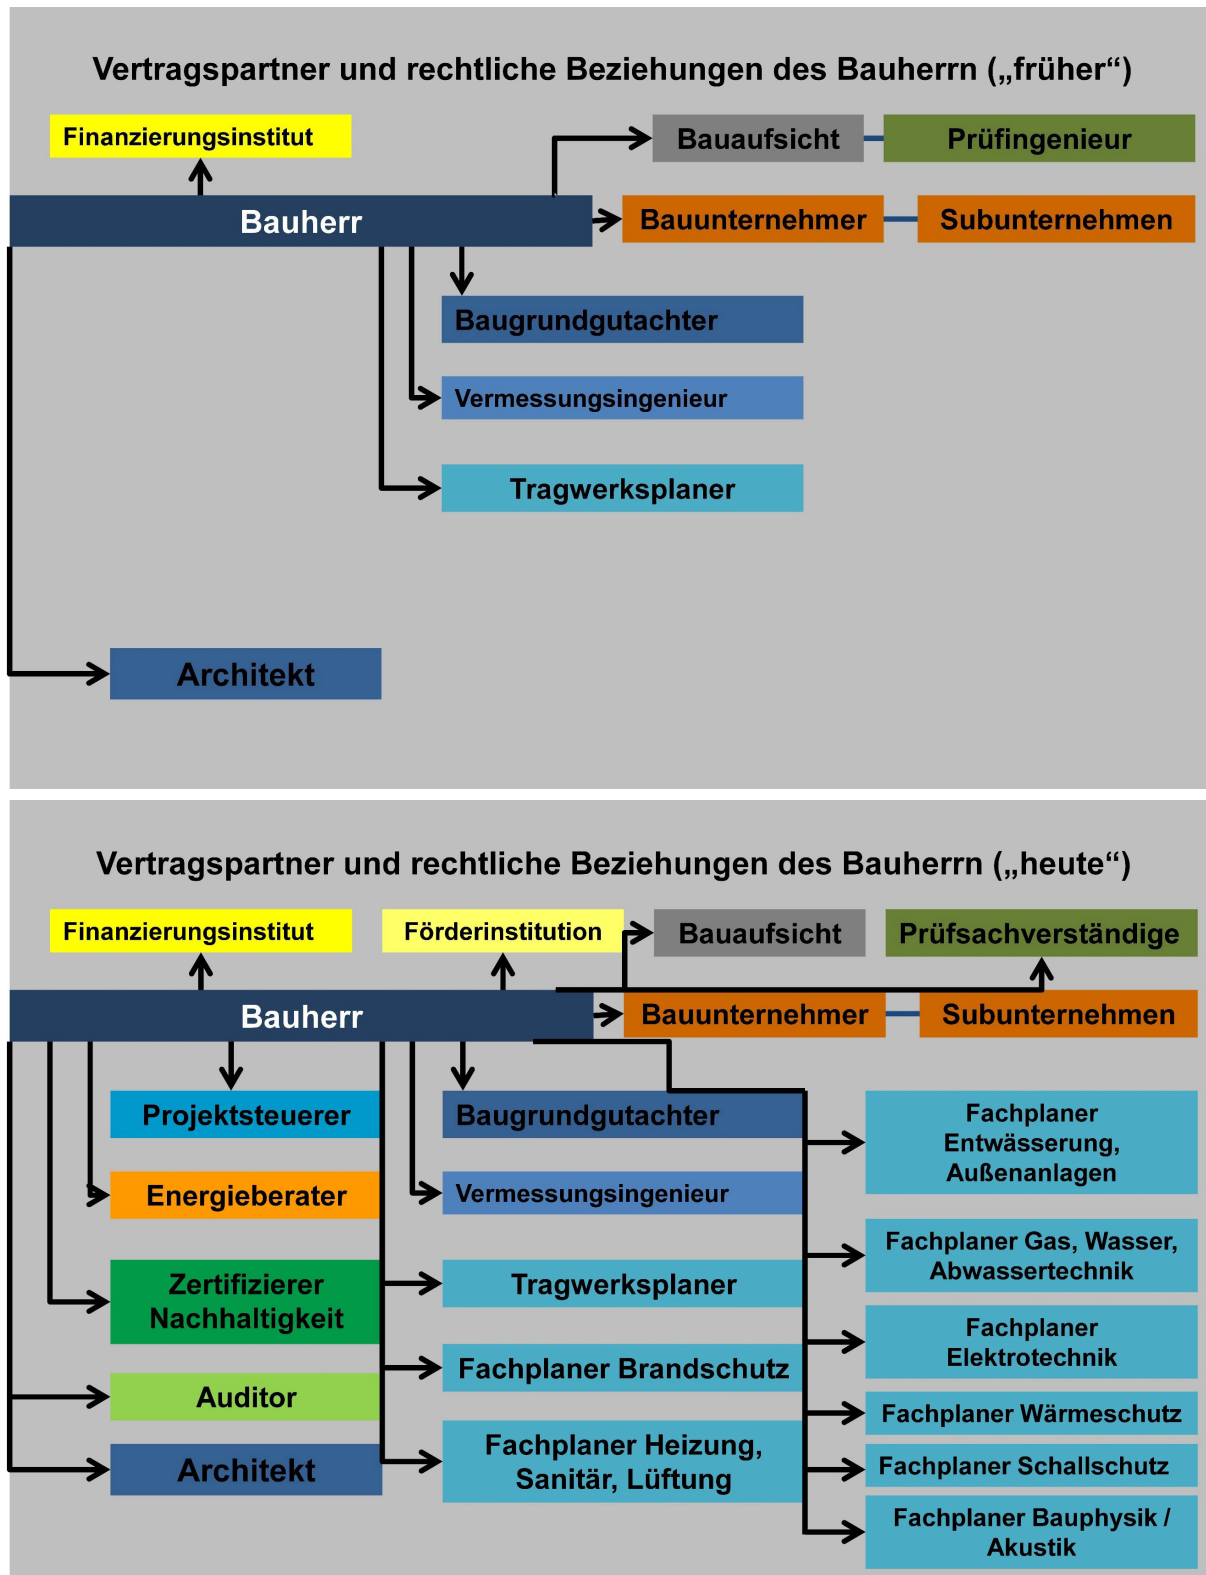 Vertragspartner und rechtliche Beziehungen des Bauherrn („früher“)
Finanzierungsinstitut
Bauaufsicht
Prüfingenieur
Bauherr
Bauunternehmer
Subunternehmen
Baugrundgutachter
Vermessungsingenieur
Tragwerksplaner
Architekt
Vertragspartner und rechtliche Beziehungen des Bauherrn („heute“)
Finanzierungsinstitut
Förderinstitution
Bauaufsicht
Prüfsachverständige
Bauherr
Bauunternehmer
Subunternehmen
Projektsteuerer
Energieberater
Zertifizierer
Nachhaltigkeit
Auditor
Architekt
Baugrundgutachter
Vermessungsingenieur
Tragwerksplaner
Fachplaner Brandschutz
Fachplaner Heizung,
Sanitär, Lüftung
Fachplaner
Entwässerung,
Außenanlagen
Fachplaner Gas, Wasser,
Abwassertechnik
Fachplaner
Elektrotechnik
Fachplaner Wärmeschutz
Fachplaner Schallschutz
Fachplaner Bauphysik /
Akustik